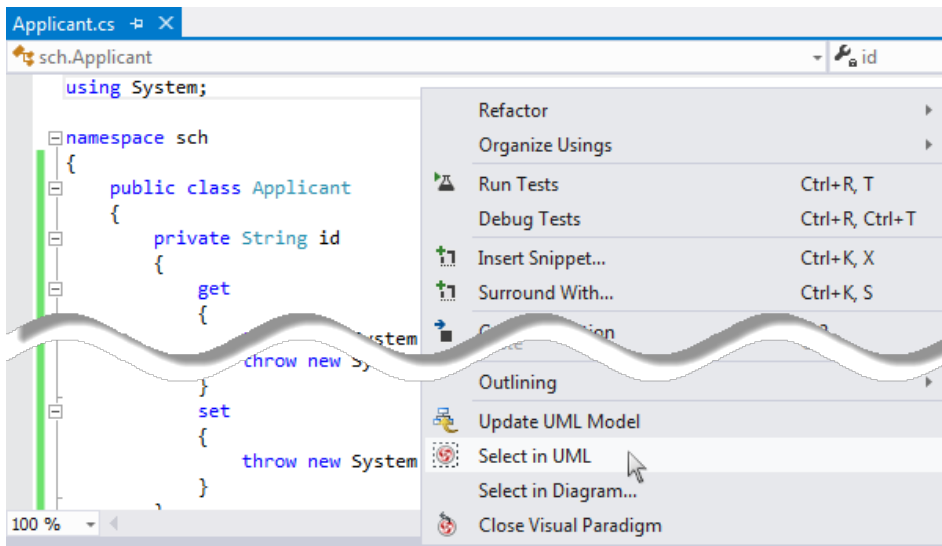 Applicant.cs
sch.Applicant id
using System;
namespace sch
{
public class Applicant
{
private String id
{
get
{
System
throw new
}
set
{
throw new System
}
100 %
Refactor
Organize Usings
Run Tests Ctrl+R, T
Debug Tests Ctrl+R, Ctrl+T
Insert Snippet... Ctrl+K, X
Surround With... Ctrl+K, S
Outlining
Update UML Model
Select in UML
Select in Diagram...
Close Visual Paradigm